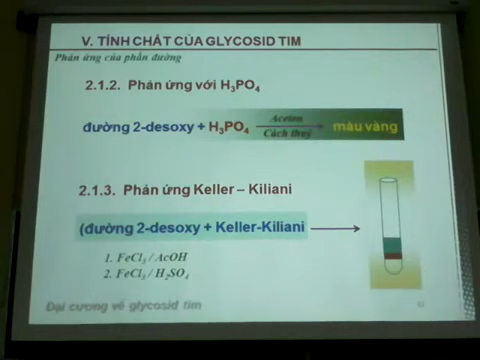 V. TÍNH CHẤT CỦA GLYCOSID TIM
Phản ứng của phần đường
2.1.2. Phản ứng với H₃PO₄
đường 2-desoxy + H₃PO₄ Aceton màu vàng
Cách thuỷ
2.1.3. Phản ứng Keller – Kiliani
(đường 2-desoxy + Keller-Kiliani
1. FeCl₃ / AcOH
2. FeCl₃ / H₂SO₄
Đại cương về glycosid tim